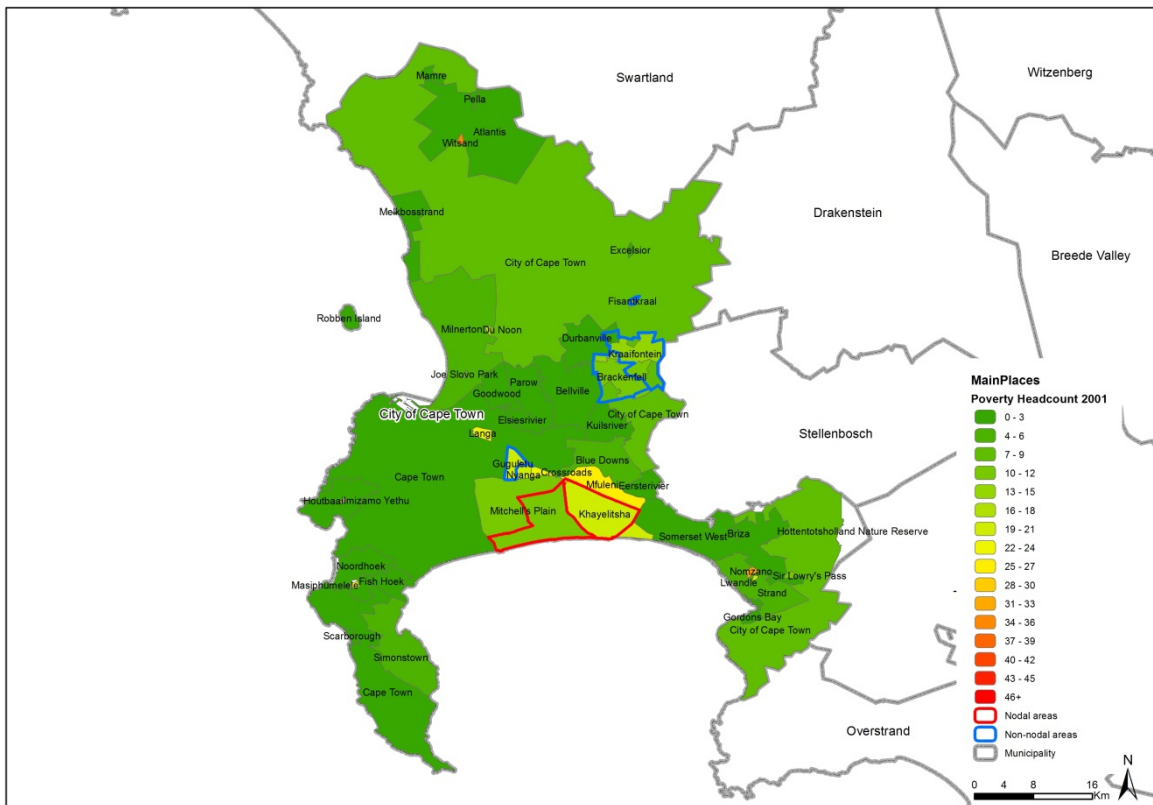 Swartland
Witzenberg
Mamre
Pella
Atlantis
Witsand
Drakenstein
Melkbosstrand
Excelsior
City of Cape Town
Breede Valley
Fisantkraal
Robben Island
Milnerton
Du Noon
Durbanville
Kraaifontein
Joe Slovo Park
Parow
Brackenfell
Goodwood
Bellville
City of Cape Town
City of Cape Town
Elsiesrivier
Kuilsrivier
Langa
Stellenbosch
Gugulelu
Blue Downs
Nyanga
Crossroads
Cape Town
Mfuleni
Eersterivier
Houtbaai
Imizamo Yethu
Mitchell's Plain
Khayelitsha
Somerset West
Briza
Hottentotsholland Nature Reserve
Noordhoek
Nomzano
Sir Lowry's Pass
Masiphumelele
Fish Hoek
Lwandle
Strand
Scarborough
Gordons Bay
City of Cape Town
Simonstown
Cape Town
Overstrand
MainPlaces
Poverty Headcount 2001
0 - 3
4 - 6
7 - 9
10 - 12
13 - 15
16 - 18
19 - 21
22 - 24
25 - 27
28 - 30
31 - 33
34 - 36
37 - 39
40 - 42
43 - 45
46+
Nodal areas
Non-nodal areas
Municipality
N
0 4 8 16
Km